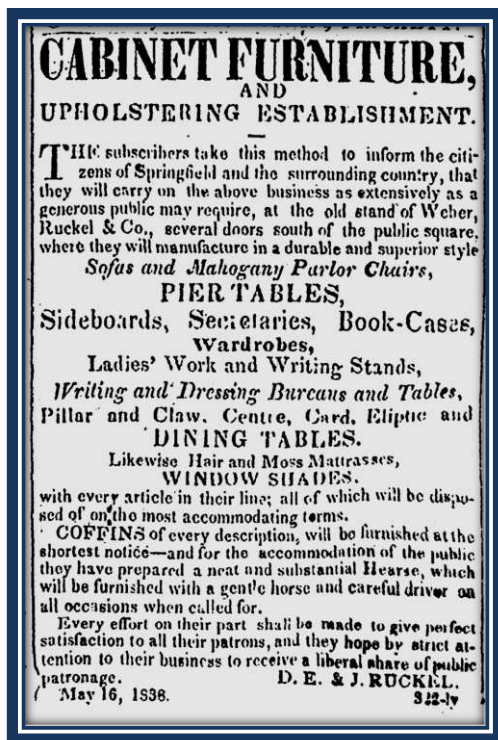 CABINET FURNITURE,
AND
UPHOLSTERING ESTABLISHMENT.
THE subscribers take this method to inform the citi-
zens of Springfield and the surrounding country, that
they will carry on the above business as extensively as a
generous public may require, at the old stand of Weber,
Ruckel & Co., several doors south of the public square,
where they will manufacture in a durable and superior style
Sofas and Mahogany Parlor Chairs,
PIER TABLES,
Sideboards, Secretaries, Book-Cases,
Wardrobes,
Ladies' Work and Writing Stands,
Writing and Dressing Bureaus and Tables,
Pillar and Claw, Centre, Card, Eliptic and
DINING TABLES.
Likewise Hair and Moss Mattrasses,
WINDOW SHADES.
with every article in their line; all of which will be dispo-
sed of on the most accommodating terms.
COFFINS of every description, will be furnished at the
shortest notice—and for the accommodation of the public
they have prepared a neat and substantial Hearse, which
will be furnished with a gentle horse and careful driver on
all occasions when called for.
Every effort on their part shall be made to give perfect
satisfaction to all their patrons, and they hope by strict at-
tention to their business to receive a liberal share of public
patronage. D. E. & J. RUCKEL.
May 16, 1838.